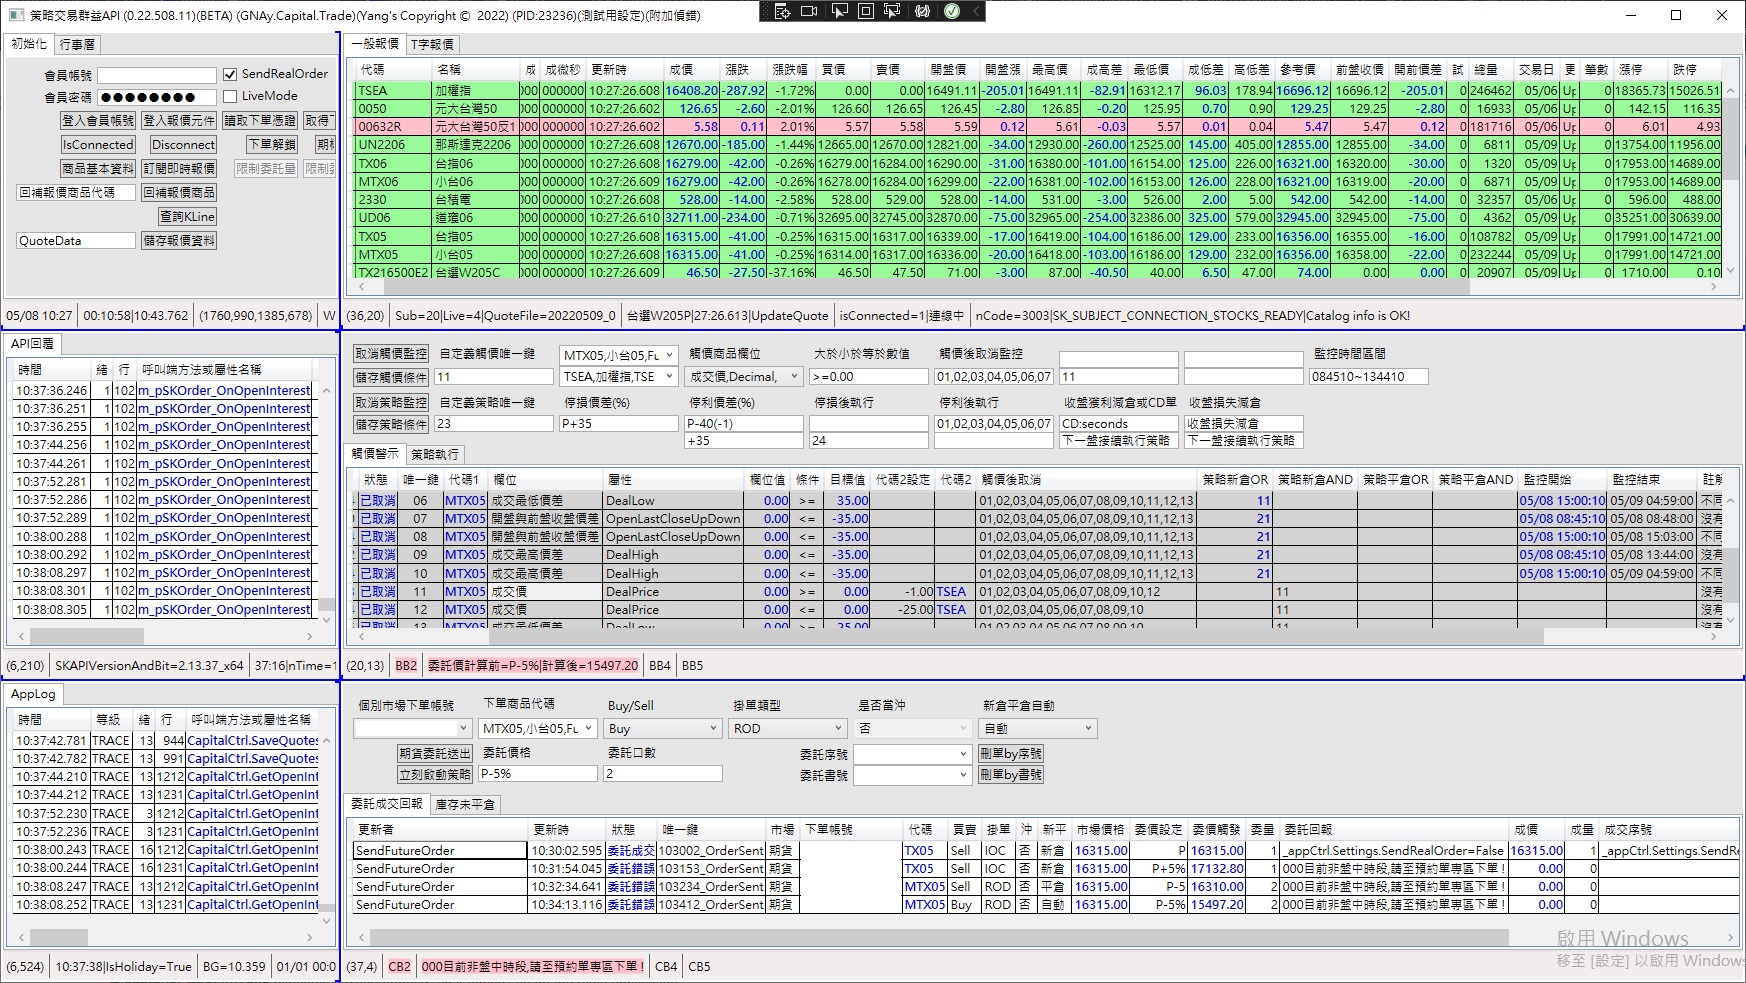 策略交易群益API (0.22.508.11)(BETA) (GNAy.Capital.Trade)(Yang's Copyright © 2022) (PID:23236)(測試用設定)(附加偵錯)
初始化 行事曆
會員帳號 SendRealOrder
會員密碼 ●●●●●●●● LiveMode
登入會員帳號 登入報價元件 讀取下單憑證
IsConnected Disconnect 下單解鎖
商品基本資料 訂閱即時報價 限制委託量
回補報價商品代碼 回補報價商品
查詢KLine
QuoteData 儲存報價資料
05/08 10:27 00:10:58|10:43.762 (1760,990,1385,678) W
一般報價 T字報價
代碼 名稱 成 成微秒 更新時 成價 漲跌 漲跌幅 買價 賣價 開盤價 開盤漲 最高價 成高差 最低價 成低差 高低差 參考價 前盤收價 開前價差 試 總量 交易日 更 筆數 漲停 跌停
TSEA 加權指 000 000000 10:27:26.608 16408.20 -287.92 -1.72% 0.00 0.00 16491.11 -205.01 16491.11 -82.91 16312.17 96.03 178.94 16696.12 16696.12 -205.01 0 246462 05/06 Up 0 18365.73 15026.51
0050 元大台灣50 000 000000 10:27:26.608 126.65 -2.60 -2.01% 126.60 126.65 126.45 -2.80 126.85 -0.20 125.95 0.70 0.90 129.25 129.25 -2.80 0 16933 05/06 Up 0 142.15 116.35
00632R 元大台灣50反1 000 000000 10:27:26.602 5.58 0.11 2.01% 5.57 5.58 5.59 0.12 5.61 -0.03 5.57 0.01 0.04 5.47 5.47 0.12 0 181716 05/06 Up 0 6.01 4.93
UN2206 那斯達克2206 000 000000 10:27:26.608 12670.00 -185.00 -1.44% 12665.00 12670.00 12821.00 -34.00 12930.00 -260.00 12525.00 145.00 405.00 12855.00 12855.00 -34.00 0 6811 05/09 Up 0 13754.00 11956.00
TX06 台指06 000 000000 10:27:26.608 16279.00 -42.00 -0.26% 16279.00 16284.00 16290.00 -31.00 16380.00 -101.00 16154.00 125.00 226.00 16321.00 16320.00 -30.00 0 1320 05/09 Up 0 17953.00 14689.00
MTX06 小台06 000 000000 10:27:26.608 16279.00 -42.00 -0.26% 16278.00 16284.00 16299.00 -22.00 16381.00 -102.00 16153.00 126.00 228.00 16321.00 16319.00 -20.00 0 6871 05/09 Up 0 17953.00 14689.00
2330 台積電 000 000000 10:27:26.608 528.00 -14.00 -2.58% 528.00 529.00 528.00 -14.00 531.00 -3.00 526.00 2.00 5.00 542.00 542.00 -14.00 0 32357 05/06 Up 0 596.00 488.00
UD06 道瓊06 000 000000 10:27:26.610 32711.00 -234.00 -0.71% 32695.00 32745.00 32870.00 -75.00 32965.00 -254.00 32386.00 325.00 579.00 32945.00 32945.00 -75.00 0 4362 05/09 Up 0 35251.00 30639.00
TX05 台指05 000 000000 10:27:26.608 16315.00 -41.00 -0.25% 16315.00 16317.00 16339.00 -17.00 16419.00 -104.00 16186.00 129.00 233.00 16356.00 16355.00 -16.00 0 108782 05/09 Up 0 17991.00 14721.00
MTX05 小台05 000 000000 10:27:26.608 16315.00 -41.00 -0.25% 16314.00 16317.00 16336.00 -20.00 16418.00 -103.00 16186.00 129.00 232.00 16356.00 16358.00 -22.00 0 232244 05/09 Up 0 17991.00 14721.00
TX216500E2 台選W205C 000 000000 10:27:26.609 46.50 -27.50 -37.16% 46.50 47.50 71.00 -3.00 87.00 -40.50 40.00 6.50 47.00 74.00 0.00 0.00 0 20907 05/09 Up 0 1710.00 0.10
(36,20) Sub=20|Live=4|QuoteFile=20220509_0 台選W205P|27:26.613|UpdateQuote isConnected=1|連線中 nCode=3003|SK_SUBJECT_CONNECTION_STOCKS_READY|Catalog info is OK!
API回覆
時間 緒 行 呼叫端方法或屬性名稱
10:37:36.246 1 102 m_pSKOrder_OnOpenInterest
10:37:36.251 1 102 m_pSKOrder_OnOpenInterest
10:37:36.255 1 102 m_pSKOrder_OnOpenInterest
10:37:44.256 1 102 m_pSKOrder_OnOpenInterest
10:37:44.261 1 102 m_pSKOrder_OnOpenInterest
10:37:52.281 1 102 m_pSKOrder_OnOpenInterest
10:37:52.286 1 102 m_pSKOrder_OnOpenInterest
10:37:52.289 1 102 m_pSKOrder_OnOpenInterest
10:38:00.288 1 102 m_pSKOrder_OnOpenInterest
10:38:00.292 1 102 m_pSKOrder_OnOpenInterest
10:38:08.297 1 102 m_pSKOrder_OnOpenInterest
10:38:08.301 1 102 m_pSKOrder_OnOpenInterest
10:38:08.305 1 102 m_pSKOrder_OnOpenInterest
(6,210) SKAPIVersionAndBit=2.13.37_x64 37:16|nTime=1
取消觸價監控 自定義觸價唯一鍵 MTX05,小台05,Fu 觸價商品欄位 大於小於等於數值 觸價後取消監控 監控時間區間
儲存觸價條件 11 TSEA,加權指,TSE 成交價,Decimal, >=0.00 01,02,03,04,05,06,07 11 084510~134410
取消策略監控 自定義策略唯一鍵 停損價差(%) 停利價差(%) 停損後執行 停利後執行 收盤獲利減倉或CD單 收盤損失減倉
儲存策略條件 23 P+35 P-40(-1) 01,02,03,04,05,06,07 CD:seconds 收盤損失減倉
+35 24 下一盤接續執行策略 下一盤接續執行策略
觸價警示 策略執行
狀態 唯一鍵 代碼1 欄位 屬性 欄位值 條件 目標值 代碼2設定 代碼2 觸價後取消 策略新倉OR 策略新倉AND 策略平倉OR 策略平倉AND 監控開始 監控結束 註解
已取消 06 MTX05 成交最低價差 DealLow 0.00 >= 35.00 01,02,03,04,05,06,07,08,09,10,11,12,13 11 05/08 15:00:10 05/09 04:59:00 不同
已取消 07 MTX05 開盤與前盤收盤價差 OpenLastCloseUpDown 0.00 <= -35.00 01,02,03,04,05,06,07,08,09,10,11,12,13 21 05/08 08:45:10 05/08 08:48:00 沒有
已取消 08 MTX05 開盤與前盤收盤價差 OpenLastCloseUpDown 0.00 <= -35.00 01,02,03,04,05,06,07,08,09,10,11,12,13 21 05/08 15:00:10 05/08 15:03:00 沒有
已取消 09 MTX05 成交最高價差 DealHigh 0.00 <= -35.00 01,02,03,04,05,06,07,08,09,10,11,12,13 21 05/08 08:45:10 05/08 13:44:00 沒有
已取消 10 MTX05 成交最高價差 DealHigh 0.00 <= -35.00 01,02,03,04,05,06,07,08,09,10,11,12,13 21 05/08 15:00:10 05/09 04:59:00 不同
已取消 11 MTX05 成交價 DealPrice 0.00 >= 0.00 -1.00 TSEA 01,02,03,04,05,06,07,08,09,10,12 11 沒有
已取消 12 MTX05 成交價 DealPrice 0.00 <= 0.00 -25.00 TSEA 01,02,03,04,05,06,07,08,09,10 11 沒有
已取消 13 MTX05 成交最低價差 DealLow 0.00 >= 25.00 01,02,03,04,05,06,07,08,09,10 11 沒有
(20,13) BB2 委託價計算前=P-5%|計算後=15497.20 BB4 BB5
AppLog
時間 等級 緒 行 呼叫端方法或屬性名稱
10:37:42.781 TRACE 13 944 CapitalCtrl.SaveQuotes
10:37:42.782 TRACE 13 991 CapitalCtrl.SaveQuotes
10:37:44.210 TRACE 13 1212 CapitalCtrl.GetOpenInt
10:37:44.212 TRACE 13 1231 CapitalCtrl.GetOpenInt
10:37:52.230 TRACE 3 1212 CapitalCtrl.GetOpenInt
10:37:52.236 TRACE 3 1231 CapitalCtrl.GetOpenInt
10:38:00.243 TRACE 16 1212 CapitalCtrl.GetOpenInt
10:38:00.244 TRACE 16 1231 CapitalCtrl.GetOpenInt
10:38:08.247 TRACE 13 1212 CapitalCtrl.GetOpenInt
10:38:08.252 TRACE 13 1231 CapitalCtrl.GetOpenInt
(6,524) 10:37:38|IsHoliday=True BG=10.359 01/01 00:0
個別市場下單帳號 下單商品代碼 Buy/Sell 掛單類型 是否當沖 新倉平倉自動
MTX05,小台05,Fu Buy ROD 否 自動
期貨委託送出 委託價格 委託口數 委託序號 刪單by序號
立刻啟動策略 P-5% 2 委託書號 刪單by書號
委託成交回報 庫存未平倉
更新者 更新時 狀態 唯一鍵 市場 下單帳號 代碼 買賣 掛單 沖 新平 市場價格 委價設定 委價觸發 委量 委託回報 成價 成量 成交序號
SendFutureOrder 10:30:02.595 委託成交 103002_OrderSent 期貨 TX05 Sell IOC 否 新倉 16315.00 P 16315.00 1 _appCtrl.Settings.SendRealOrder=False 16315.00 1 _appCtrl.Settings.SendRe
SendFutureOrder 10:31:54.045 委託錯誤 103153_OrderSent 期貨 TX05 Sell IOC 否 新倉 16315.00 P+5% 17132.80 1 000目前非盤中時段,請至預約單專區下單! 0.00 0
SendFutureOrder 10:32:34.641 委託錯誤 103234_OrderSent 期貨 MTX05 Sell ROD 否 平倉 16315.00 P-5 16310.00 2 000目前非盤中時段,請至預約單專區下單! 0.00 0
SendFutureOrder 10:34:13.116 委託錯誤 103412_OrderSent 期貨 MTX05 Buy ROD 否 自動 16315.00 P-5% 15497.20 2 000目前非盤中時段,請至預約單專區下單! 0.00 0
(37,4) CB2 000目前非盤中時段,請至預約單專區下單! CB4 CB5
啟用 Windows
移至 [設定] 以啟用 Windows